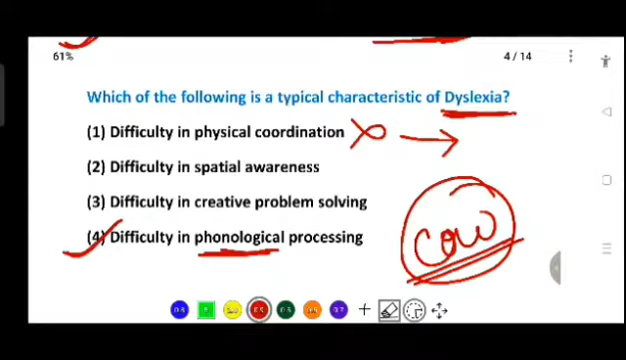 61%
4 / 14
Which of the following is a typical characteristic of Dyslexia?
(1) Difficulty in physical coordination
(2) Difficulty in spatial awareness
(3) Difficulty in creative problem solving
(4) Difficulty in phonological processing
cow